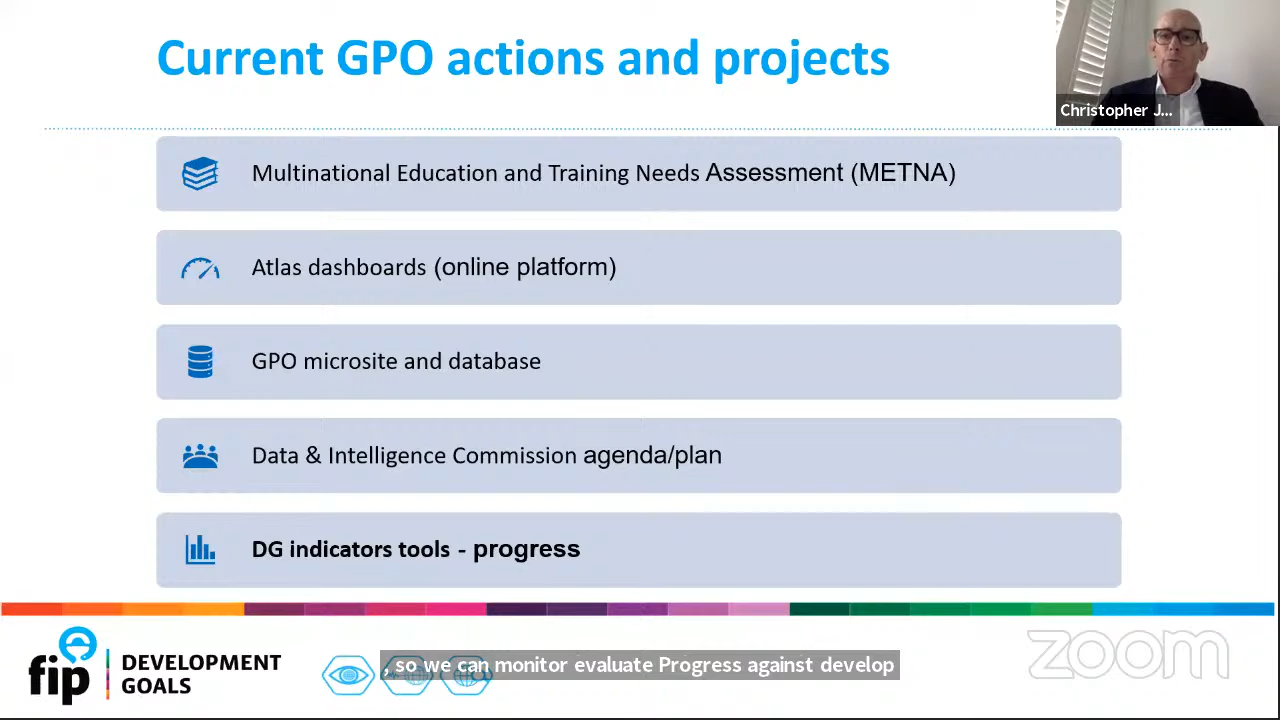 Current GPO actions and projects
Christopher J...
Multinational Education and Training Needs Assessment (METNA)
Atlas dashboards (online platform)
GPO microsite and database
Data & Intelligence Commission agenda/plan
DG indicators tools - progress
fip
DEVELOPMENT
GOALS
, so we can monitor evaluate Progress against develop
zoom